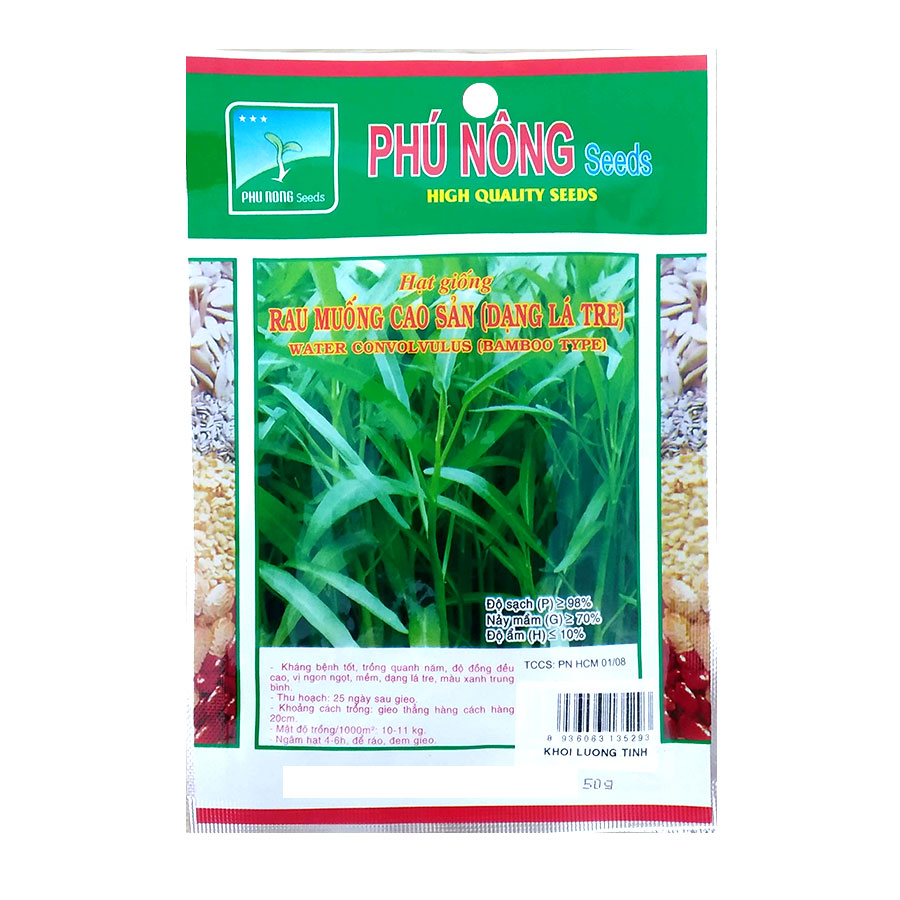 PHÚ NÔNG Seeds
PHU NONG Seeds
HIGH QUALITY SEEDS
Hạt giống
RAU MUỐNG CAO SẢN (DẠNG LÁ TRE)
WATER CONVOLVULUS (BAMBOO TYPE)
Độ sạch (P) ≥ 98%
Nảy mầm (G) ≥ 70%
Độ ẩm (H) ≤ 10%
TCCS: PN HCM 01/08
- Kháng bệnh tốt, trồng quanh năm, độ đồng đều
cao, vị ngon ngọt, mềm, dạng lá tre, màu xanh trung
bình.
- Thu hoạch: 25 ngày sau gieo.
- Khoảng cách trồng: gieo thẳng hàng cách hàng
20cm.
- Mật độ trồng/1000m²: 10-11 kg.
- Ngâm hạt 4-6h, để ráo, đem gieo.
8 936063 135293
KHOI LUONG TINH
50g